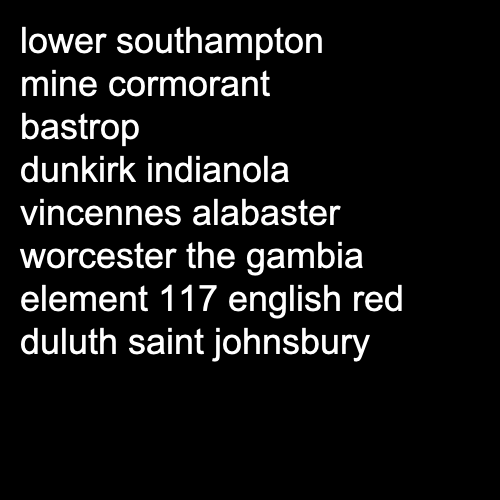 lower southampton
mine cormorant
bastrop
dunkirk indianola
vincennes alabaster
worcester the gambia
element 117 english red
duluth saint johnsbury